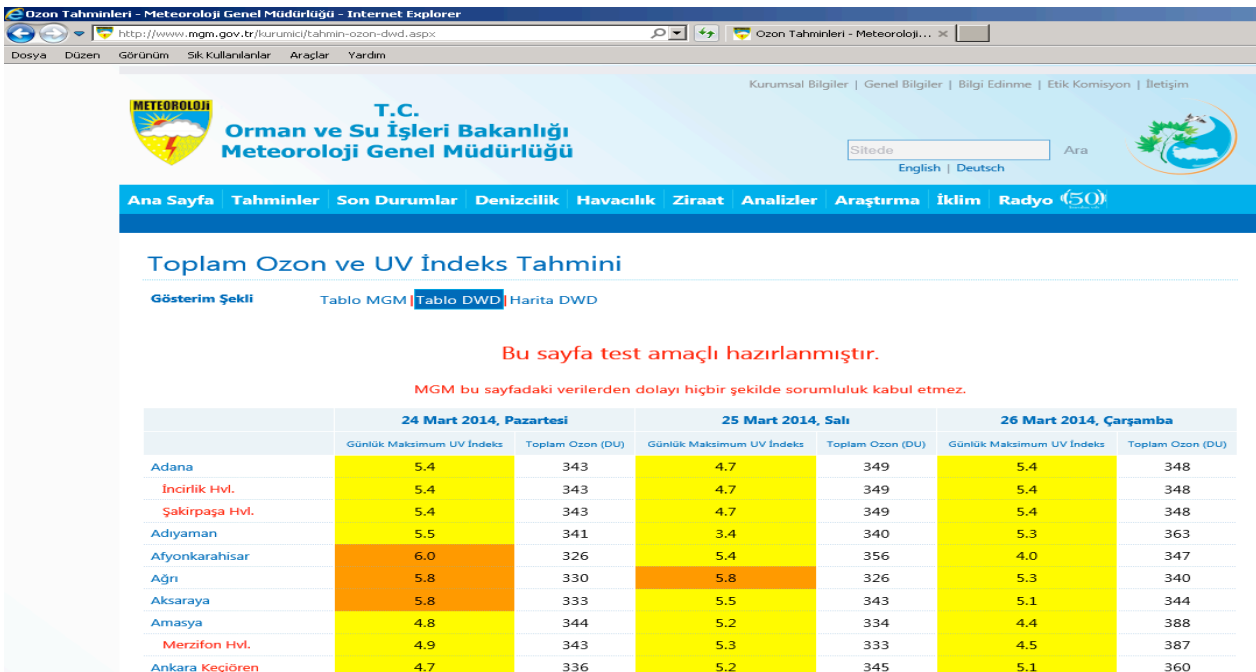 Ozon Tahminleri - Meteoroloji Genel Müdürlüğü - Internet Explorer
http://www.mgm.gov.tr/kurumici/tahmin-ozon-dwd.aspx Ozon Tahminleri - Meteoroloji...
Dosya Düzen Görünüm Sık Kullanılanlar Araçlar Yardım
Kurumsal Bilgiler | Genel Bilgiler | Bilgi Edinme | Etik Komisyon | İletişim
METEOROLOJİ
T.C.
Orman ve Su İşleri Bakanlığı
Meteoroloji Genel Müdürlüğü
Sitede Ara
English | Deutsch
Ana Sayfa Tahminler Son Durumlar Denizcilik Havacılık Ziraat Analizler Araştırma İklim Radyo 50
Toplam Ozon ve UV İndeks Tahmini
Gösterim Şekli Tablo MGM | Tablo DWD | Harita DWD
Bu sayfa test amaçlı hazırlanmıştır.
MGM bu sayfadaki verilerden dolayı hiçbir şekilde sorumluluk kabul etmez.
24 Mart 2014, Pazartesi 25 Mart 2014, Salı 26 Mart 2014, Çarşamba
Günlük Maksimum UV İndeks Toplam Ozon (DU) Günlük Maksimum UV İndeks Toplam Ozon (DU) Günlük Maksimum UV İndeks Toplam Ozon (DU)
Adana 5.4 343 4.7 349 5.4 348
İncirlik Hvl. 5.4 343 4.7 349 5.4 348
Şakirpaşa Hvl. 5.4 343 4.7 349 5.4 348
Adıyaman 5.5 341 3.4 340 5.3 363
Afyonkarahisar 6.0 326 5.4 356 4.0 347
Ağrı 5.8 330 5.8 326 5.3 340
Aksaraya 5.8 333 5.5 343 5.1 344
Amasya 4.8 344 5.2 334 4.4 388
Merzifon Hvl. 4.9 343 5.3 333 4.5 387
Ankara Keçiören 4.7 336 5.2 345 5.1 360